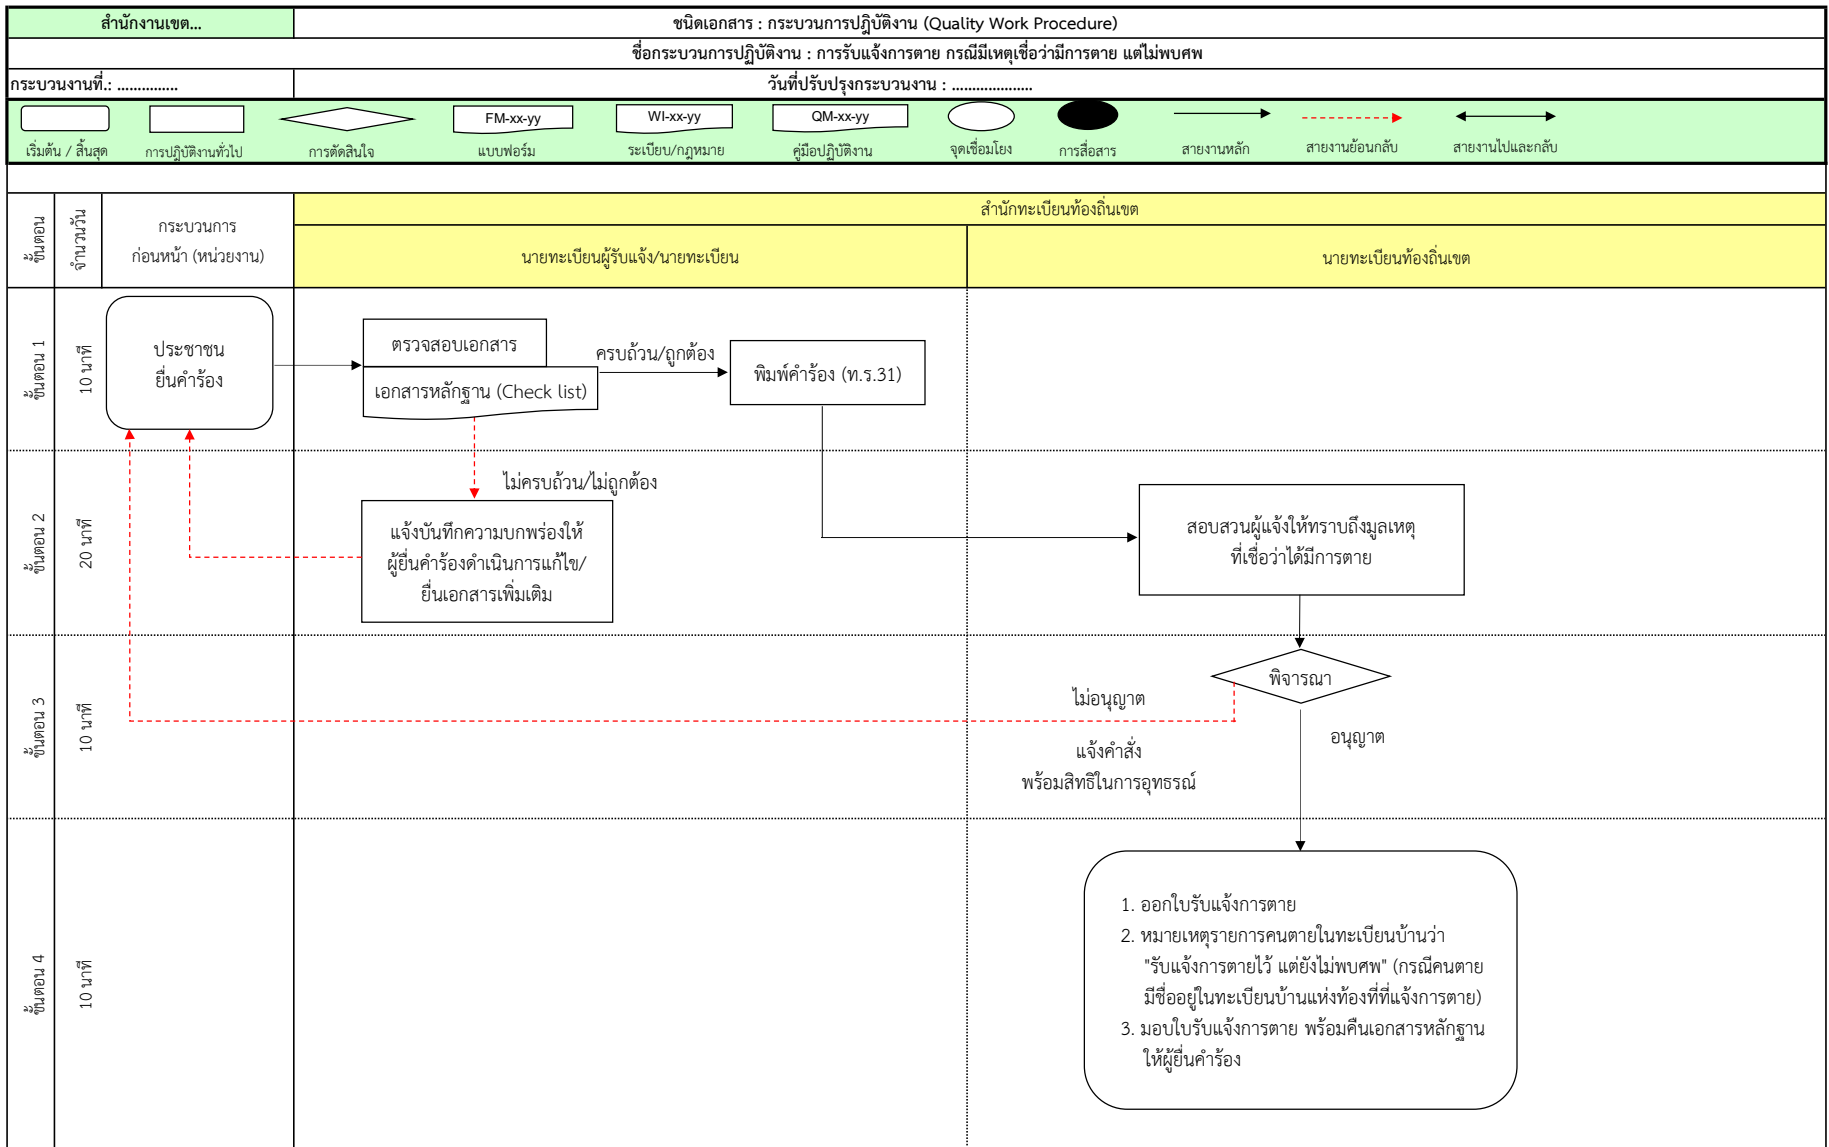 สำนักงานเขต...
ชนิดเอกสาร : กระบวนการปฎิบัติงาน (Quality Work Procedure)
ชื่อกระบวนการปฏิบัติงาน : การรับแจ้งการตาย กรณีมีเหตุเชื่อว่ามีการตาย แต่ไม่พบศพ
กระบวนงานที่.: ...............
วันที่ปรับปรุงกระบวนงาน : ....................
FM-xx-yy
WI-xx-yy
QM-xx-yy
เริ่มต้น / สิ้นสุด
การปฎิบัติงานทั่วไป
การตัดสินใจ
แบบฟอร์ม
ระเบียบ/กฎหมาย
คู่มือปฏิบัติงาน
จุดเชื่อมโยง
การสื่อสาร
สายงานหลัก
สายงานย้อนกลับ
สายงานไปและกลับ
ขั้นตอน
จำนวนวัน
กระบวนการ
ก่อนหน้า (หน่วยงาน)
สำนักทะเบียนท้องถิ่นเขต
นายทะเบียนผู้รับแจ้ง/นายทะเบียน
นายทะเบียนท้องถิ่นเขต
ขั้นตอน 1
10 นาที
ประชาชน
ยื่นคำร้อง
ตรวจสอบเอกสาร
เอกสารหลักฐาน (Check list)
ครบถ้วน/ถูกต้อง
พิมพ์คำร้อง (ท.ร.31)
ขั้นตอน 2
20 นาที
ไม่ครบถ้วน/ไม่ถูกต้อง
แจ้งบันทึกความบกพร่องให้
ผู้ยื่นคำร้องดำเนินการแก้ไข/
ยื่นเอกสารเพิ่มเติม
สอบสวนผู้แจ้งให้ทราบถึงมูลเหตุ
ที่เชื่อว่าได้มีการตาย
ขั้นตอน 3
10 นาที
พิจารณา
ไม่อนุญาต
อนุญาต
แจ้งคำสั่ง
พร้อมสิทธิในการอุทธรณ์
ขั้นตอน 4
10 นาที
1. ออกใบรับแจ้งการตาย
2. หมายเหตุรายการคนตายในทะเบียนบ้านว่า
"รับแจ้งการตายไว้ แต่ยังไม่พบศพ" (กรณีคนตาย
มีชื่ออยู่ในทะเบียนบ้านแห่งท้องที่ที่แจ้งการตาย)
3. มอบใบรับแจ้งการตาย พร้อมคืนเอกสารหลักฐาน
ให้ผู้ยื่นคำร้อง